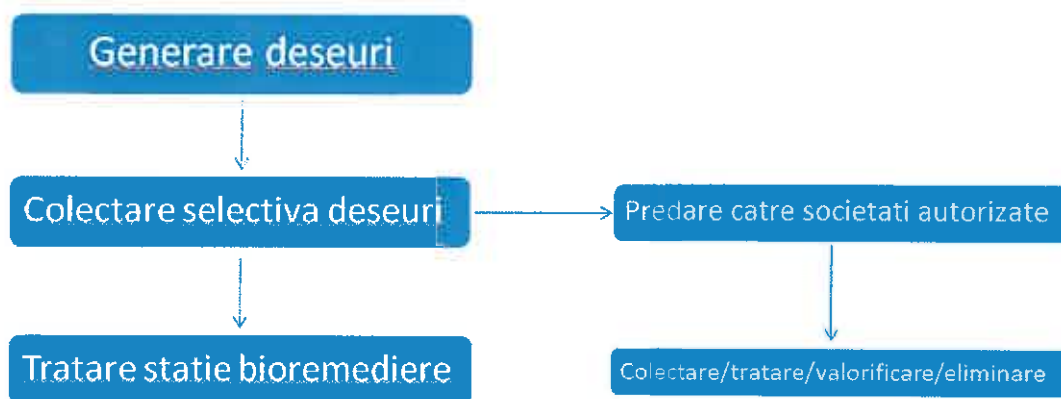 Generare deseuri
Colectare selectiva deseuri
Predare catre societati autorizate
Tratare statie bioremediere
Colectare/tratare/valorificare/eliminare